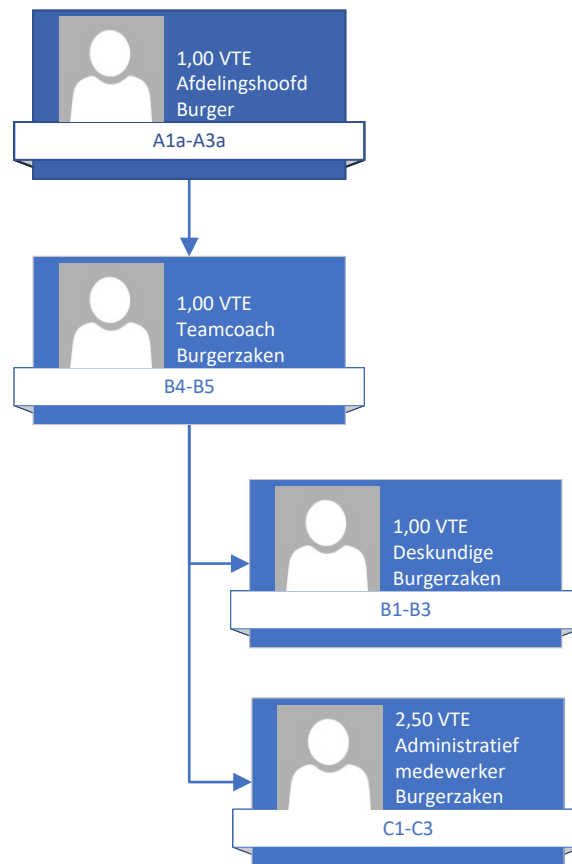 1,00 VTE
Afdelingshoofd
Burger
A1a-A3a
1,00 VTE
Teamcoach
Burgerzaken
B4-B5
1,00 VTE
Deskundige
Burgerzaken
B1-B3
2,50 VTE
Administratief
medewerker
Burgerzaken
C1-C3